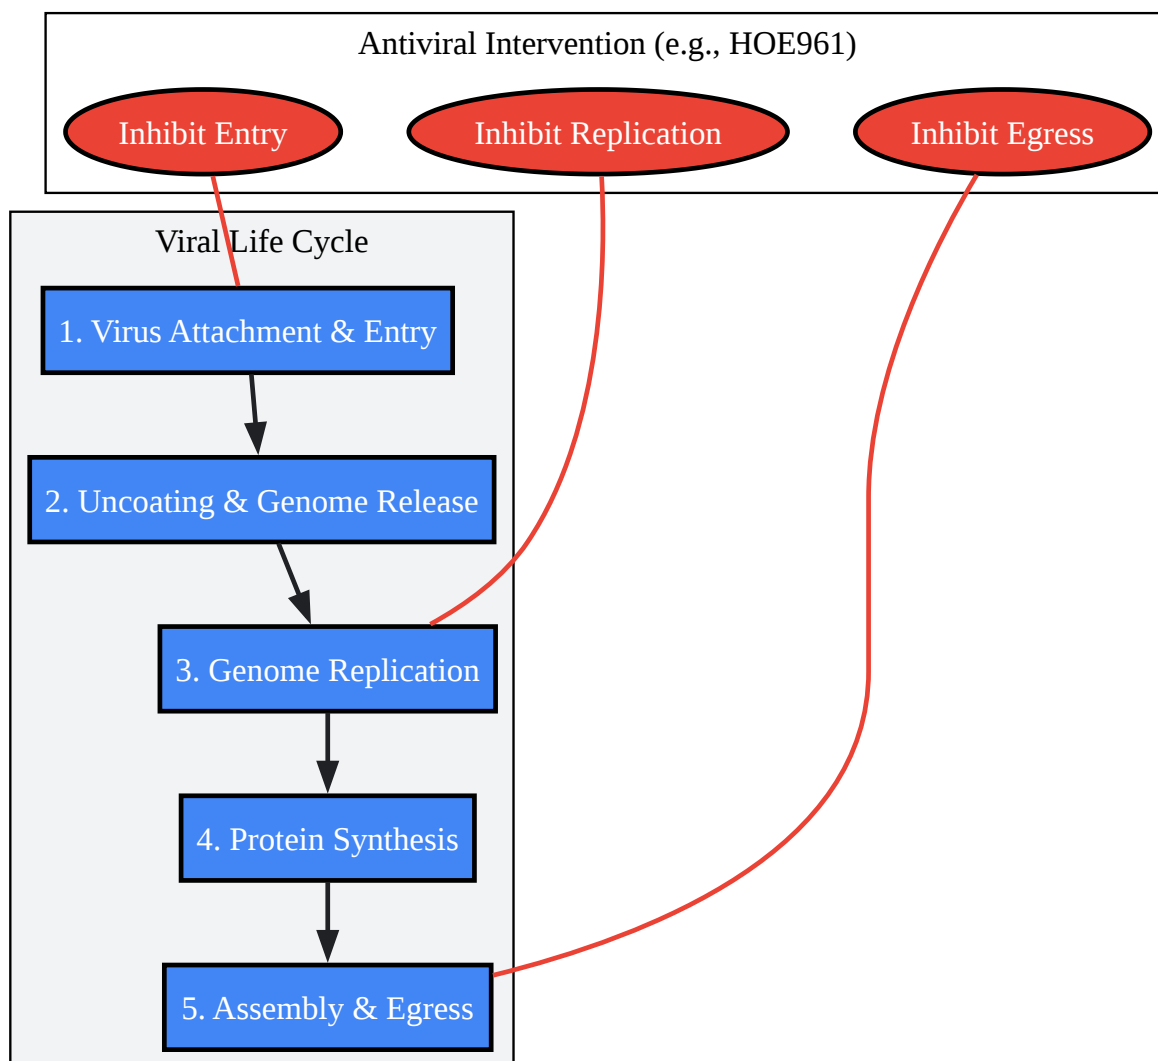 Antiviral Intervention (e.g., HOE961)
Inhibit Entry
Inhibit Replication
Inhibit Egress
Viral Life Cycle
1. Virus Attachment & Entry
2. Uncoating & Genome Release
3. Genome Replication
4. Protein Synthesis
5. Assembly & Egress